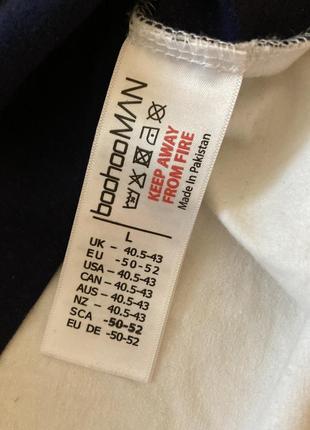 boohooMAN
KEEP AWAY
FROM FIRE
Made in Pakistan
L
UK - 40.5-43
EU - 50-52
USA - 40.5-43
CAN - 40.5-43
AUS - 40.5-43
NZ - 40.5-43
SCA -50-52
EU DE -50-52